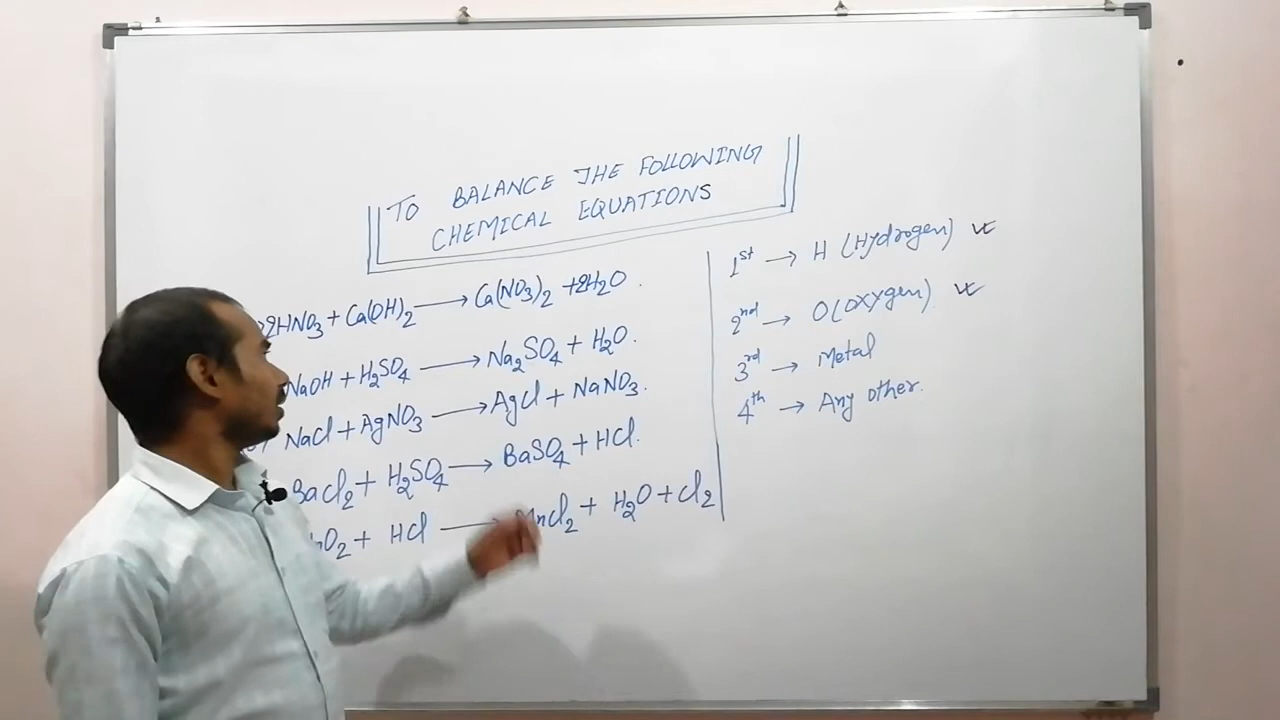 TO BALANCE THE FOLLOWING
CHEMICAL EQUATIONS
2HNO3 + Ca(OH)2 → Ca(NO3)2 + 2H2O
NaOH + H2SO4 → Na2SO4 + H2O.
NaCl + AgNO3 → AgCl + NaNO3.
BaCl2 + H2SO4 → BaSO4 + HCl.
O2 + HCl → MnCl2 + H2O + Cl2
1st → H (Hydrogen)
2nd → O (Oxygen)
3rd → Metal
4th → Any other.